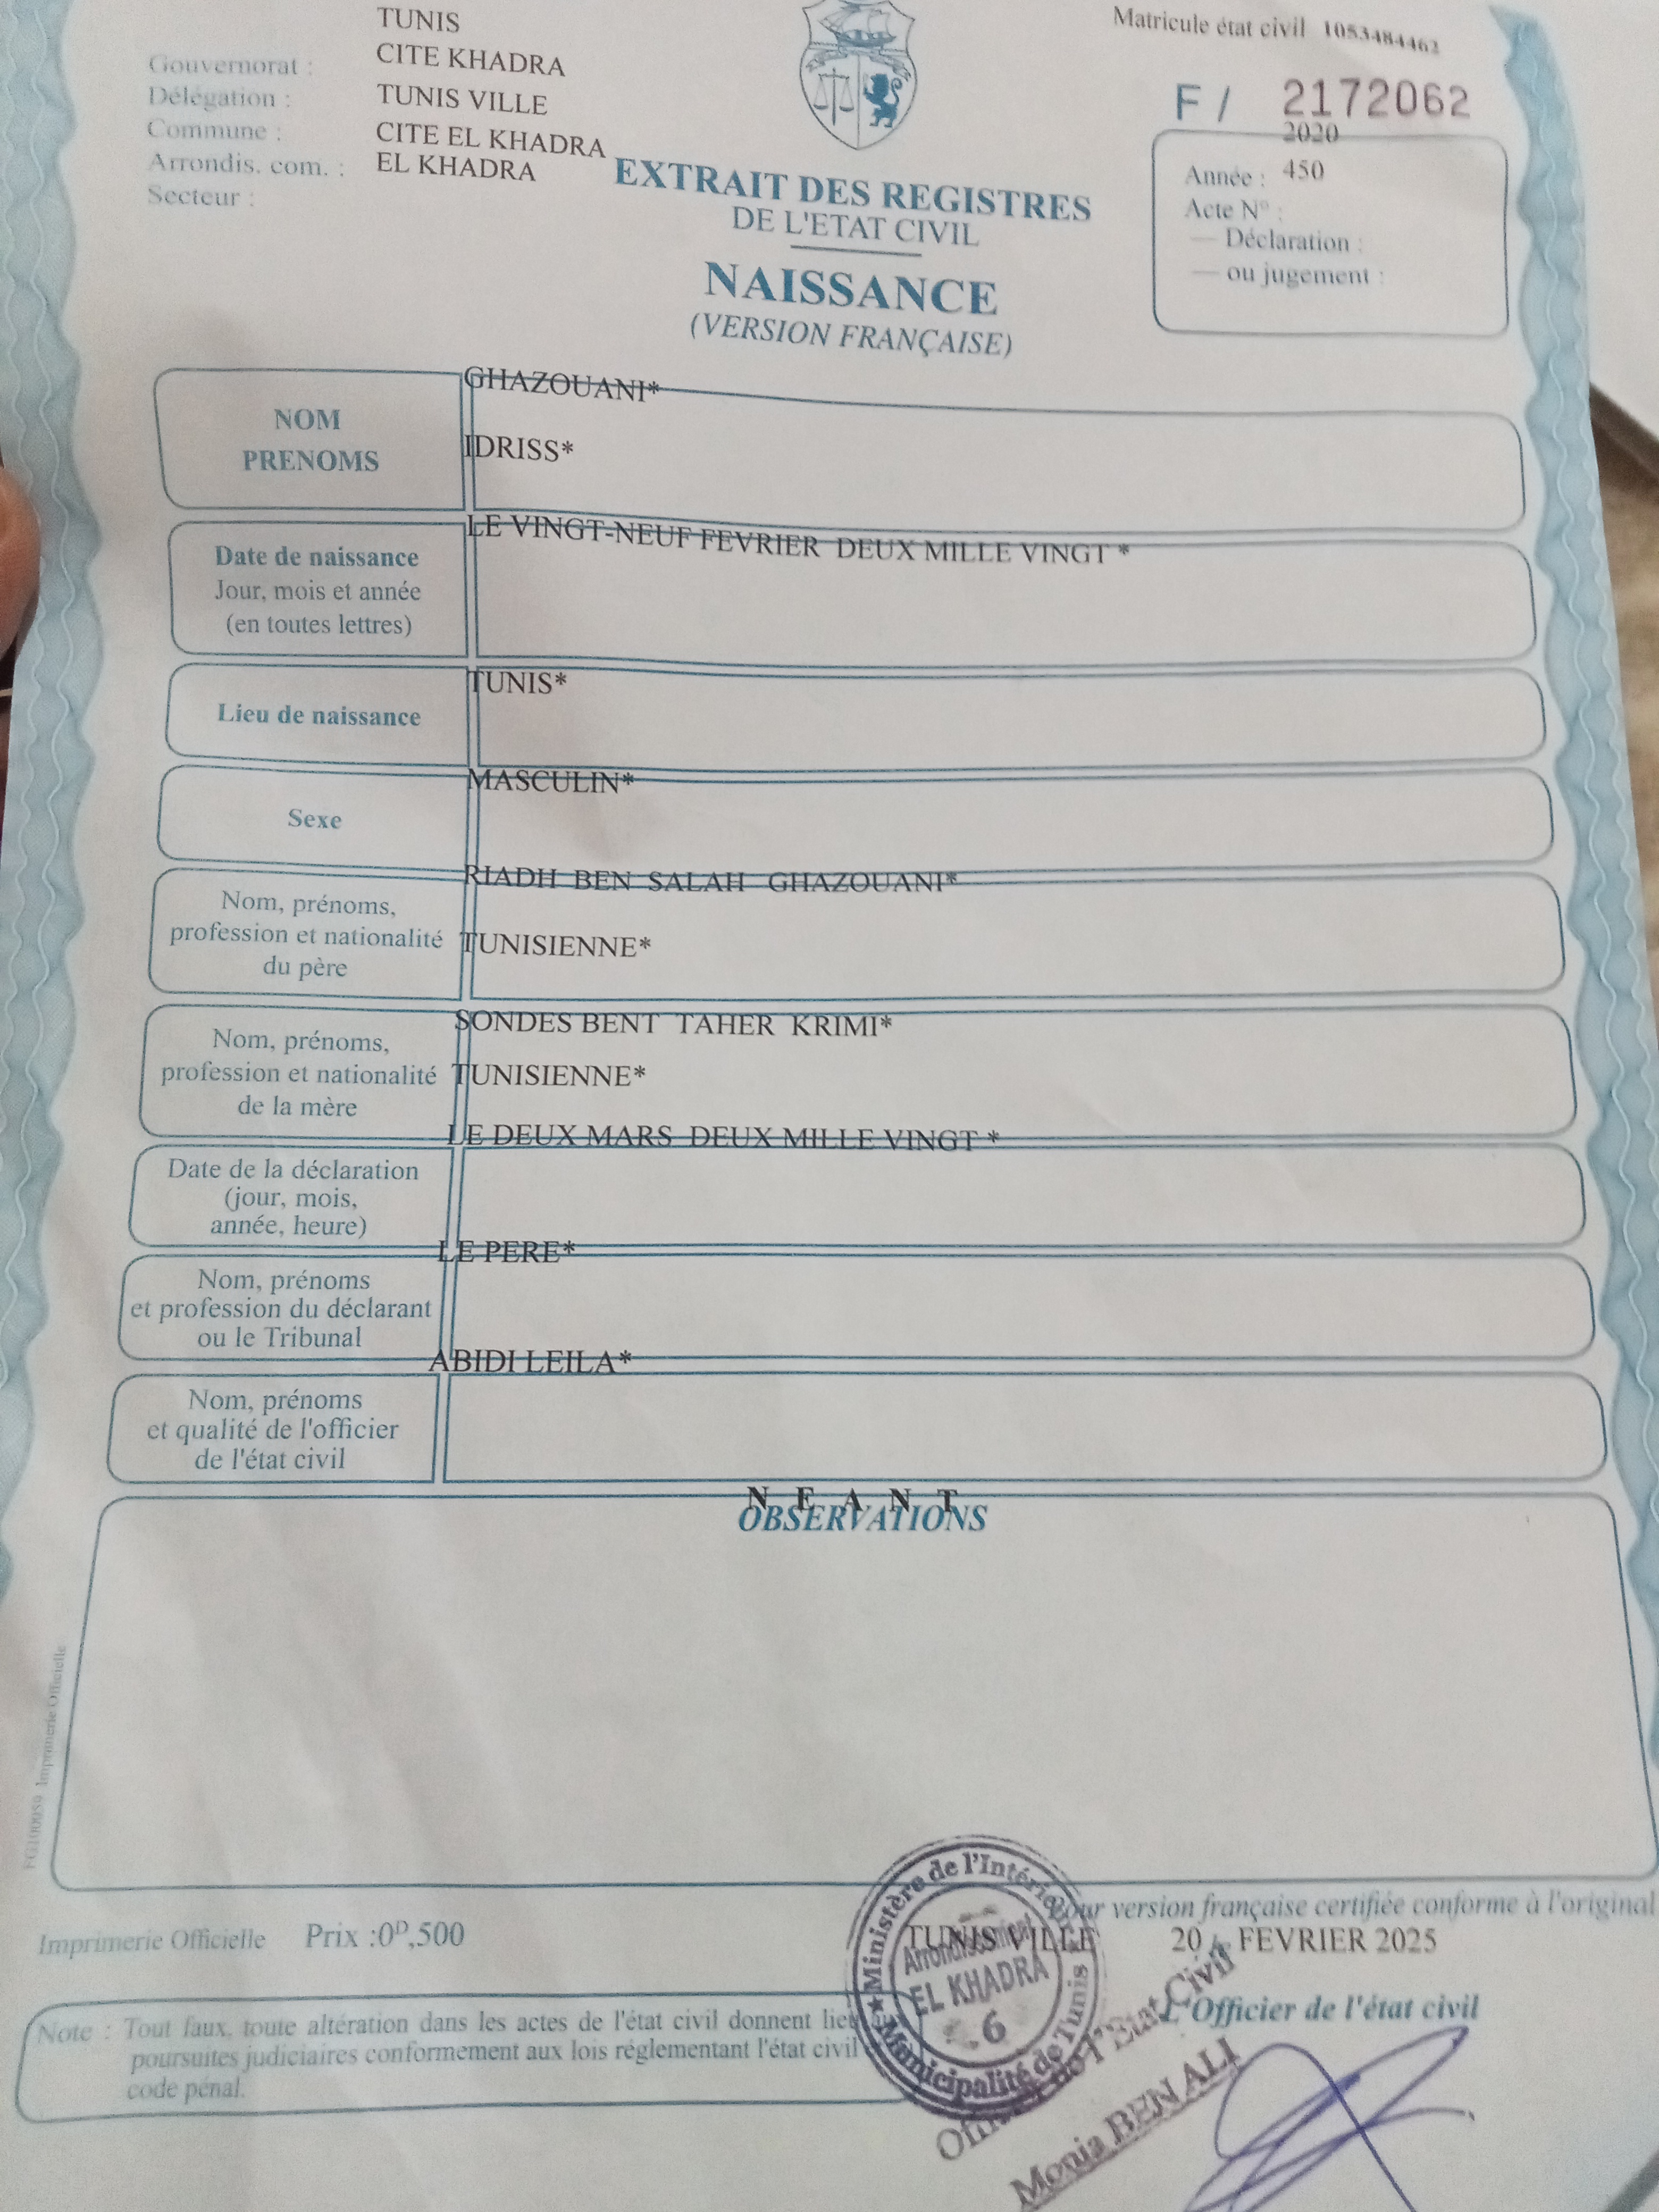 TUNIS
Matricule état civil 1053484462
Gouvernorat : CITE KHADRA
Délégation : TUNIS VILLE
Commune : CITE EL KHADRA
Arrondis. com. : EL KHADRA
Secteur :
F / 2172062
2020
Année : 450
Acte N° :
— Déclaration :
— ou jugement :
EXTRAIT DES REGISTRES
DE L'ETAT CIVIL
NAISSANCE
(VERSION FRANÇAISE)
GHAZOUANI*
NOM
PRENOMS
IDRISS*
LE VINGT-NEUF FEVRIER DEUX MILLE VINGT *
Date de naissance
Jour, mois et année
(en toutes lettres)
TUNIS*
Lieu de naissance
MASCULIN*
Sexe
RIADH BEN SALAH GHAZOUANI*
Nom, prénoms,
profession et nationalité
du père
TUNISIENNE*
SONDES BENT TAHER KRIMI*
Nom, prénoms,
profession et nationalité
de la mère
TUNISIENNE*
LE DEUX MARS DEUX MILLE VINGT *
Date de la déclaration
(jour, mois,
année, heure)
LE PERE*
Nom, prénoms
et profession du déclarant
ou le Tribunal
ABIDI LEILA*
Nom, prénoms
et qualité de l'officier
de l'état civil
N E A N T
OBSERVATIONS
Imprimerie Officielle
Pour version française certifiée conforme à l'original
Imprimerie Officielle Prix :0ᴰ,500
TUNIS VILLE 20 FEVRIER 2025
L'Officier de l'état civil
Note : Tout faux, toute altération dans les actes de l'état civil donnent lieu
poursuites judiciaires conformement aux lois réglementant l'état civil
code pénal.
★ Ministère de l'Intérieur
Municipalité de Tunis
Arrondissement
EL KHADRA
6
Officier de l'Etat Civil
Monia BEN ALI